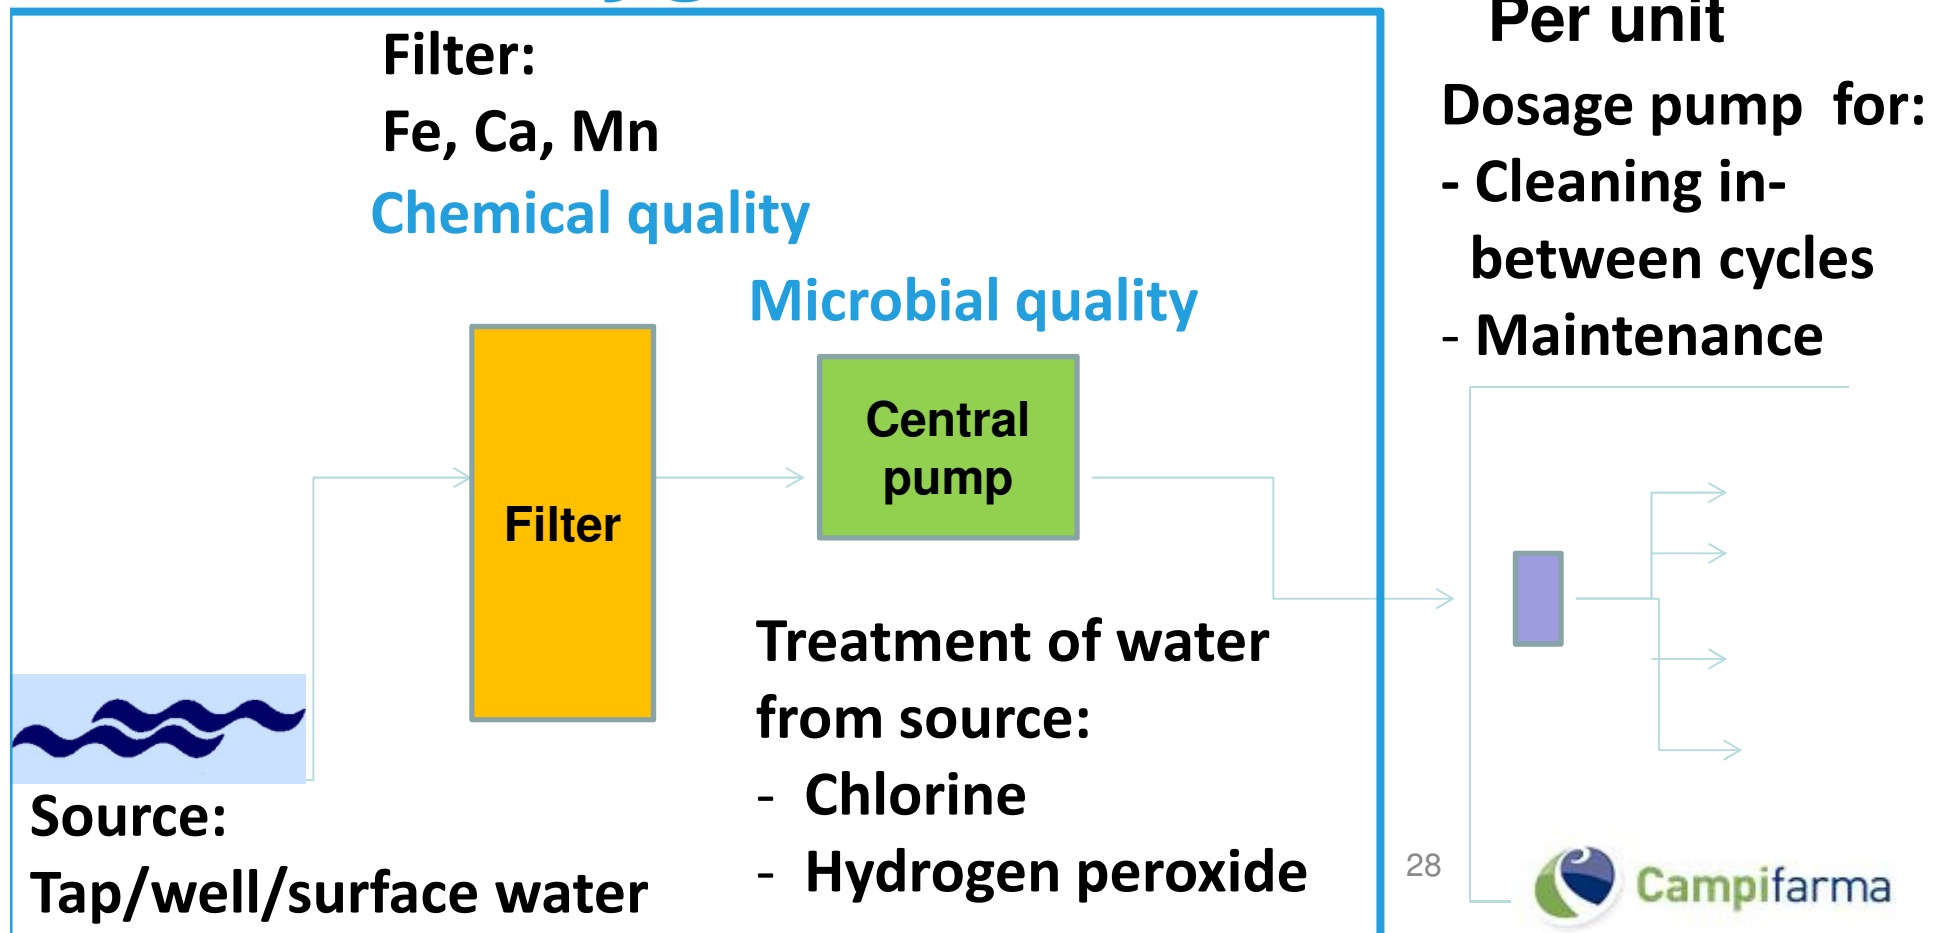 Filter:
Fe, Ca, Mn
Chemical quality
Microbial quality
Filter
Central
pump
Treatment of water
from source:
- Chlorine
- Hydrogen peroxide
Source:
Tap/well/surface water
Per unit
Dosage pump for:
- Cleaning in-
between cycles
- Maintenance
28
Campifarma